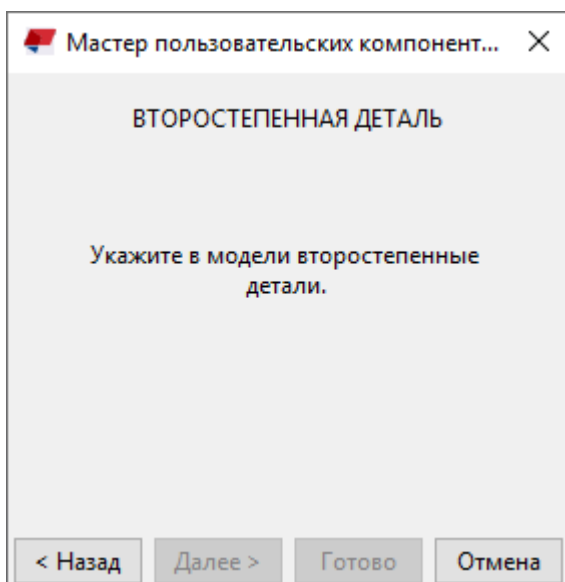 Мастер пользовательских компонент...
ВТОРОСТЕПЕННАЯ ДЕТАЛЬ
Укажите в модели второстепенные
детали.
< Назад Далее > Готово Отмена